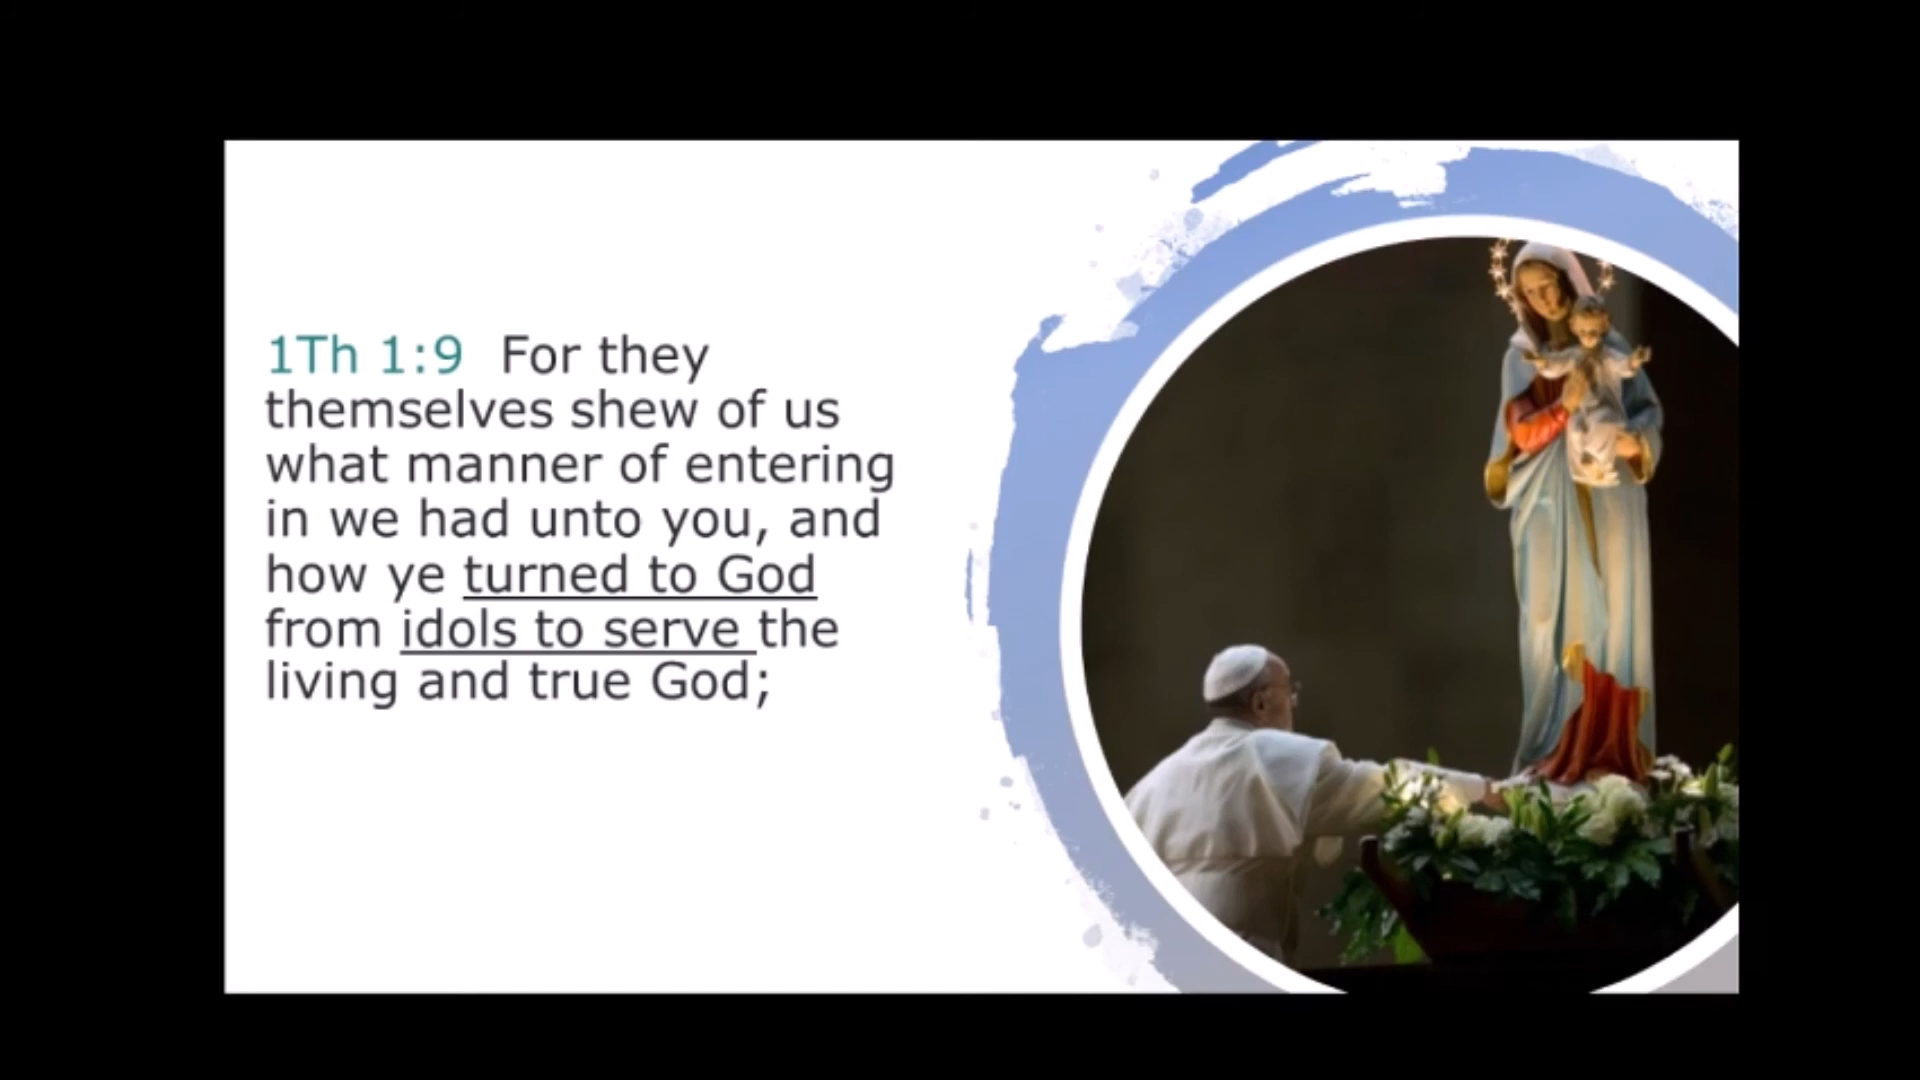 1Th 1:9 For they
themselves shew of us
what manner of entering
in we had unto you, and
how ye turned to God
from idols to serve the
living and true God;